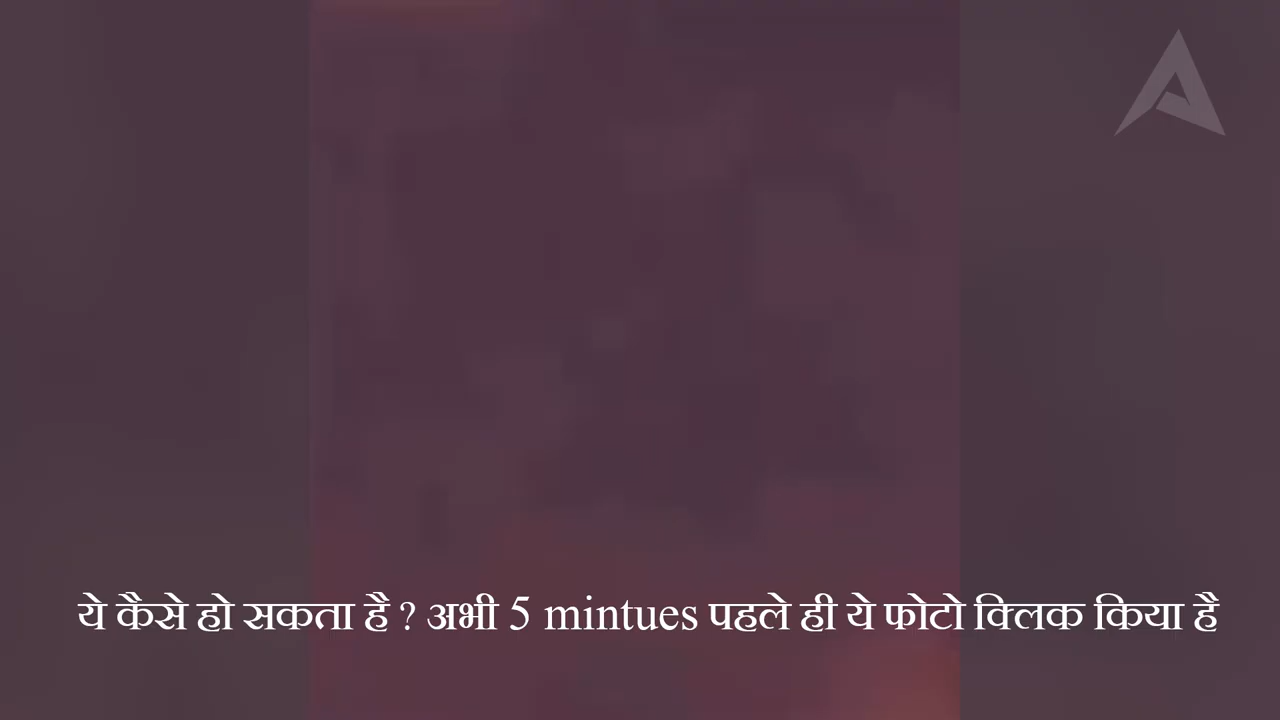 ये कैसे हो सकता है ? अभी 5 mintues पहले ही ये फोटो क्लिक किया है